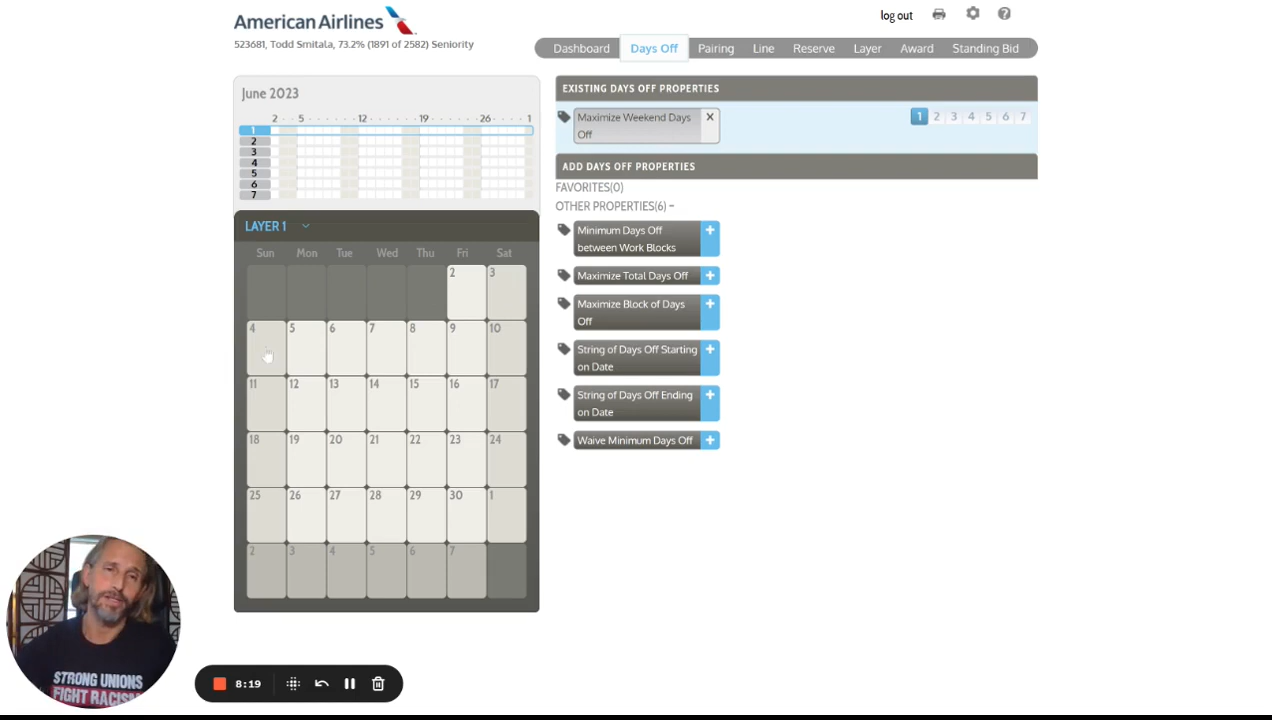 American Airlines
log out
523681, Todd Smitala, 73.2% (1891 of 2582) Seniority
Dashboard Days Off Pairing Line Reserve Layer Award Standing Bid
June 2023
2 · · 5 · · · · · · 12 · · · · · · 19 · · · · · · 26 · · · · 1
1
2
3
4
5
6
7
LAYER 1
Sun Mon Tue Wed Thu Fri Sat
2 3
4 5 6 7 8 9 10
11 12 13 14 15 16 17
18 19 20 21 22 23 24
25 26 27 28 29 30 1
2 3 4 5 6 7
EXISTING DAYS OFF PROPERTIES
Maximize Weekend Days
Off
X
1 2 3 4 5 6 7
ADD DAYS OFF PROPERTIES
FAVORITES(0)
OTHER PROPERTIES(6) −
Minimum Days Off
between Work Blocks
+
Maximize Total Days Off +
Maximize Block of Days
Off
+
String of Days Off Starting
on Date
+
String of Days Off Ending
on Date
+
Waive Minimum Days Off +
STRONG UNIONS
FIGHT RACISM
8:19